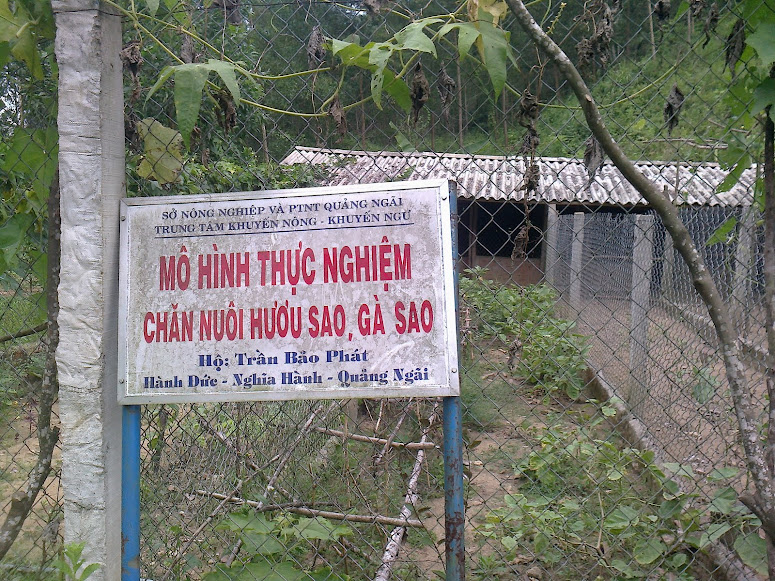 SỞ NÔNG NGHIỆP VÀ PTNT QUẢNG NGÃI
TRUNG TÂM KHUYẾN NÔNG - KHUYẾN NGƯ
MÔ HÌNH THỰC NGHIỆM
CHĂN NUÔI HƯƠU SAO, GÀ SAO
Hộ: Trần Bảo Phát
Hành Đức - Nghĩa Hành - Quảng Ngãi